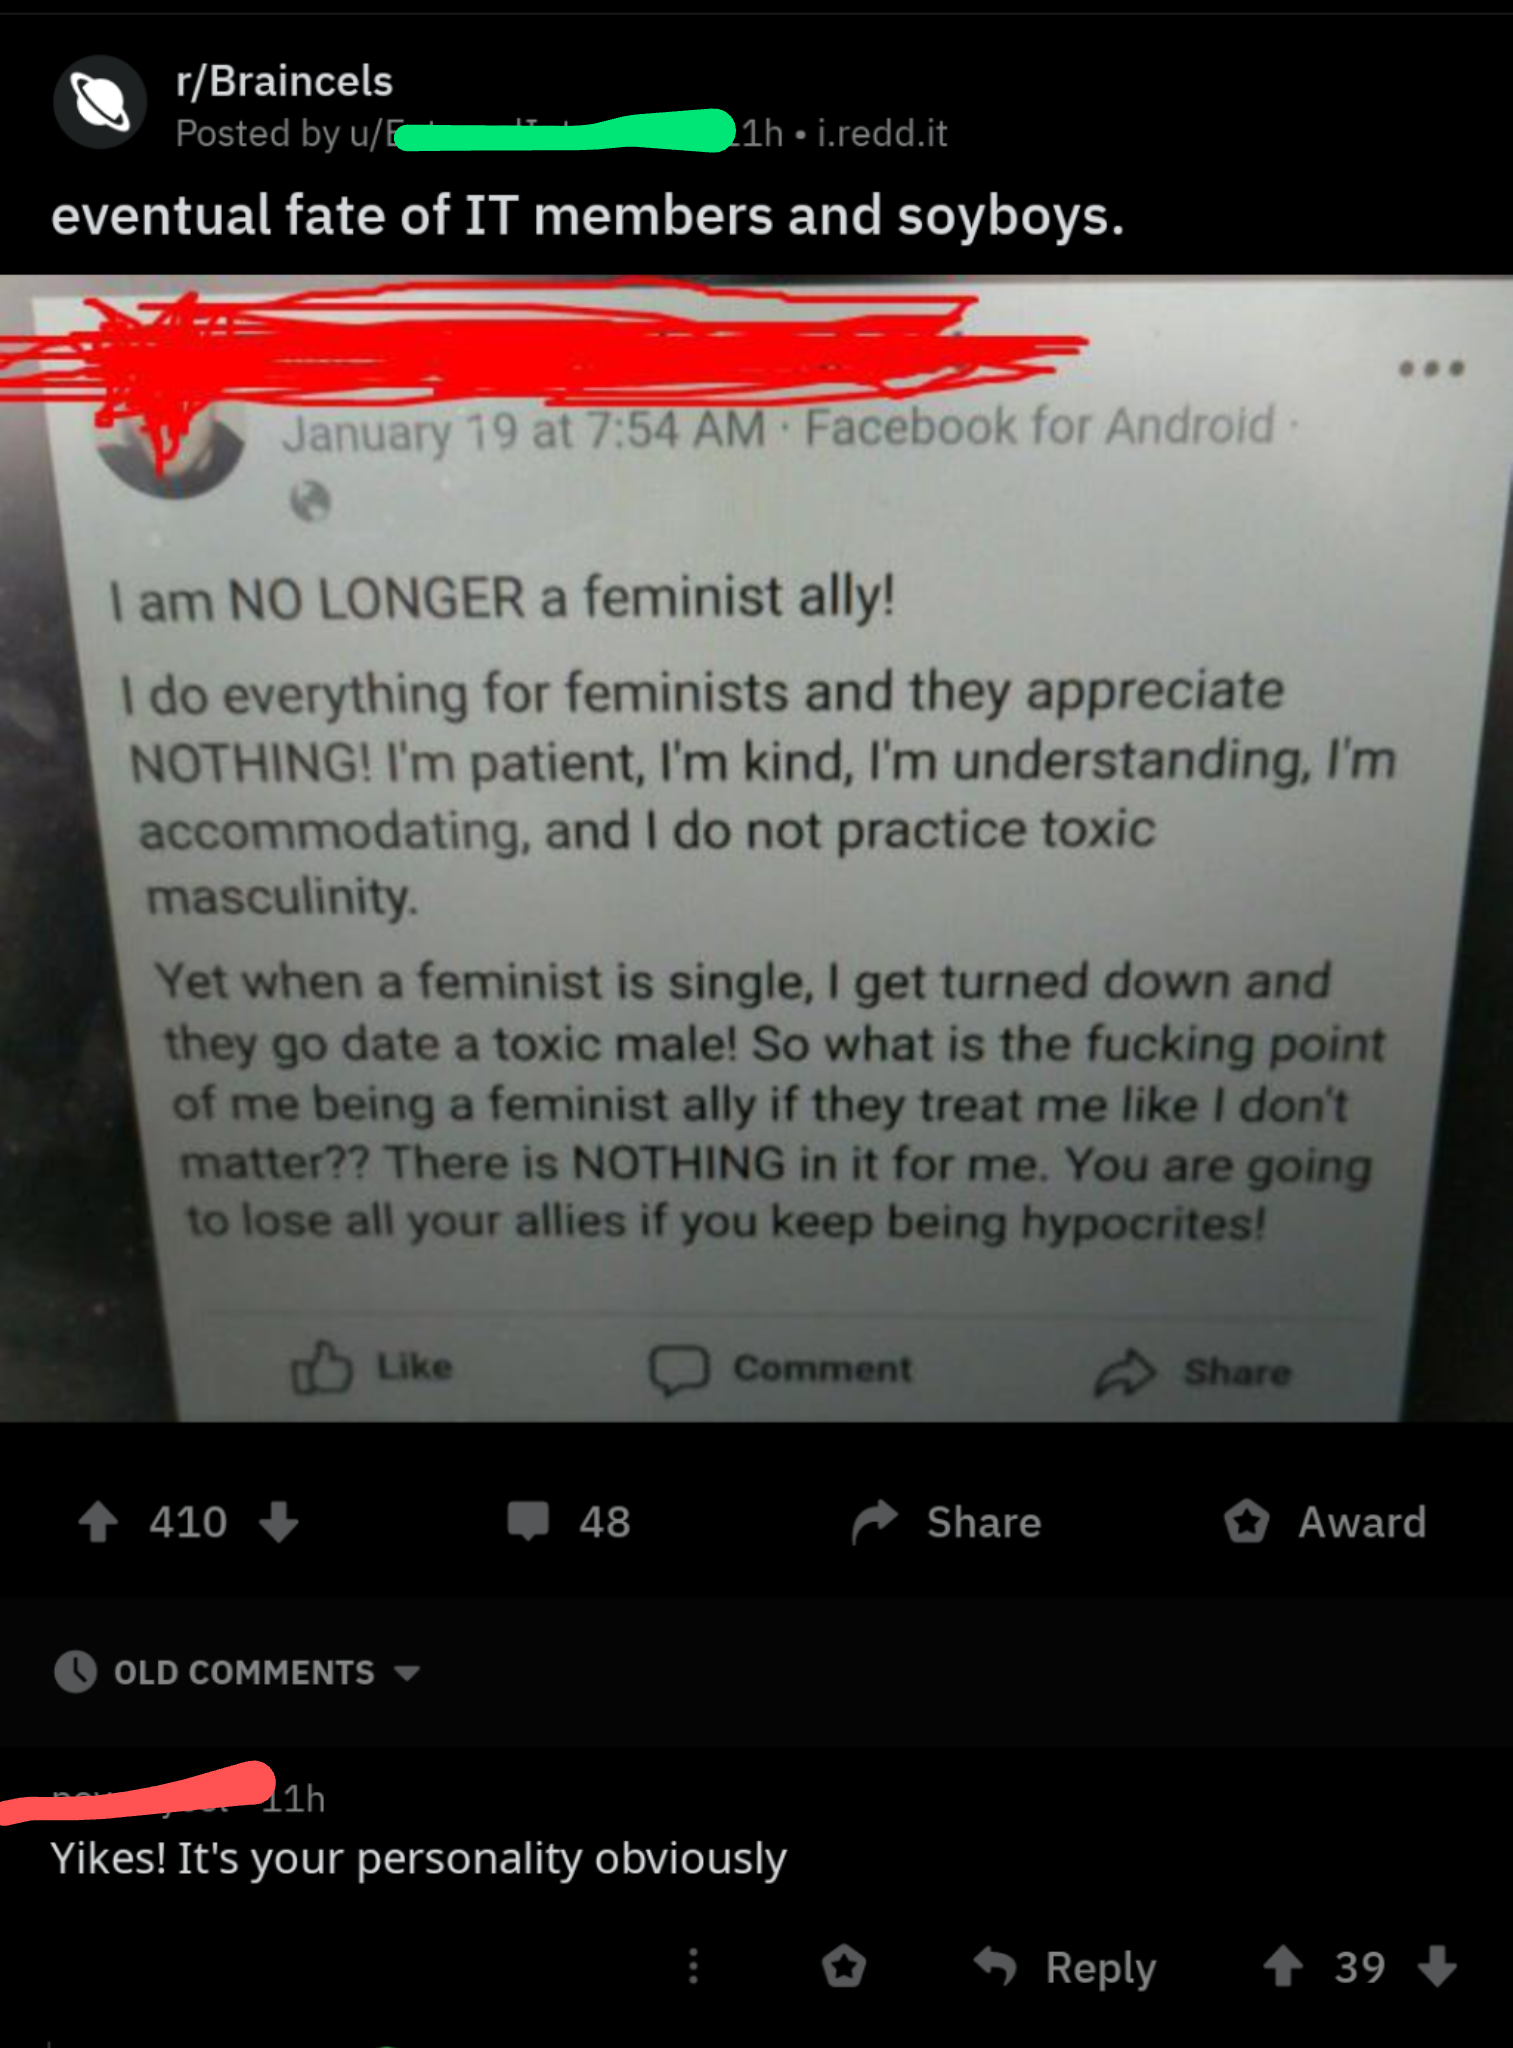 r/Braincels
Posted by u/E 11h • i.redd.it
eventual fate of IT members and soyboys.
January 19 at 7:54 AM · Facebook for Android ·
I am NO LONGER a feminist ally!
I do everything for feminists and they appreciate
NOTHING! I'm patient, I'm kind, I'm understanding, I'm
accommodating, and I do not practice toxic
masculinity.
Yet when a feminist is single, I get turned down and
they go date a toxic male! So what is the fucking point
of me being a feminist ally if they treat me like I don't
matter?? There is NOTHING in it for me. You are going
to lose all your allies if you keep being hypocrites!
Like Comment Share
410 48 Share Award
OLD COMMENTS
11h
Yikes! It's your personality obviously
Reply 39